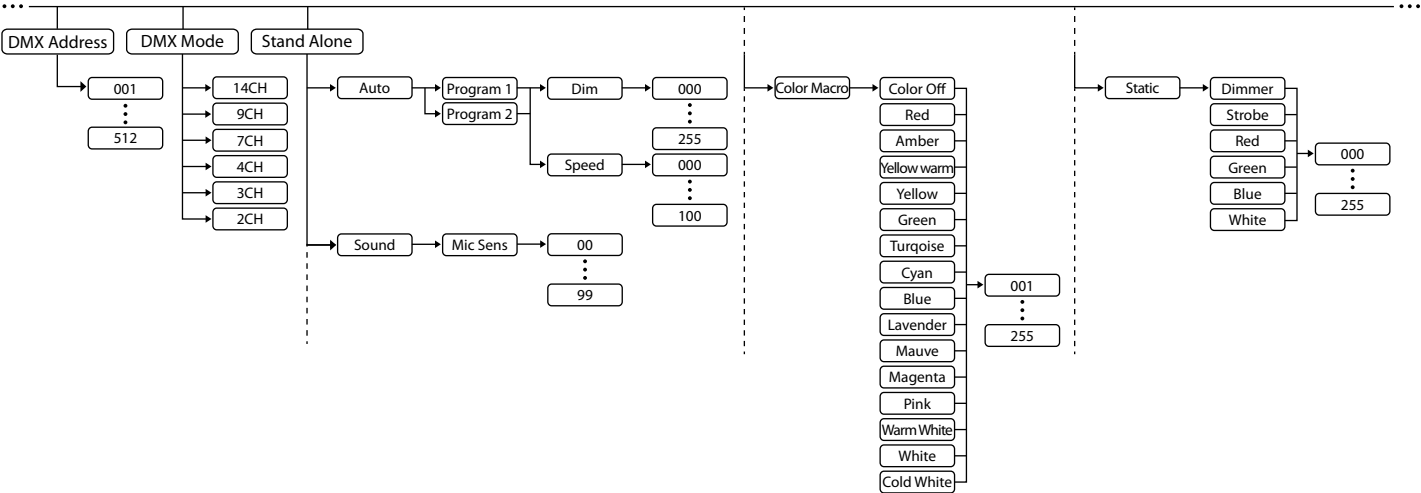 DMX Address
DMX Mode
Stand Alone
001
512
14CH
9CH
7CH
4CH
3CH
2CH
Auto
Program 1
Program 2
Dim
000
255
Speed
000
100
Sound
Mic Sens
00
99
Color Macro
Color Off
Red
Amber
Yellow warm
Yellow
Green
Turqoise
Cyan
Blue
Lavender
Mauve
Magenta
Pink
Warm White
White
Cold White
001
255
Static
Dimmer
Strobe
Red
Green
Blue
White
000
255